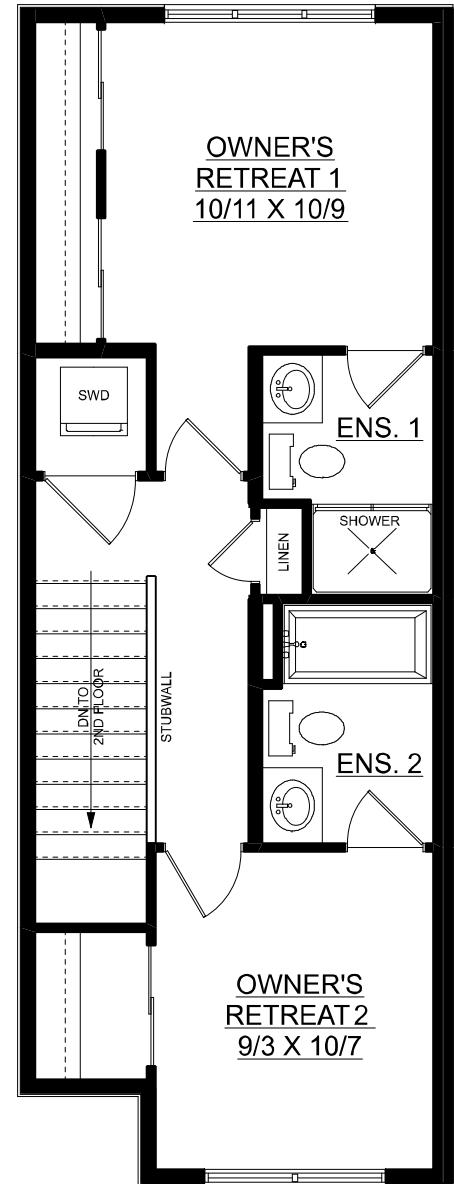 OWNER'S
RETREAT 1
10/11 X 10/9
SWD
ENS. 1
SHOWER
LINEN
DN TO
2ND FLOOR
STUBWALL
ENS. 2
OWNER'S
RETREAT 2
9/3 X 10/7